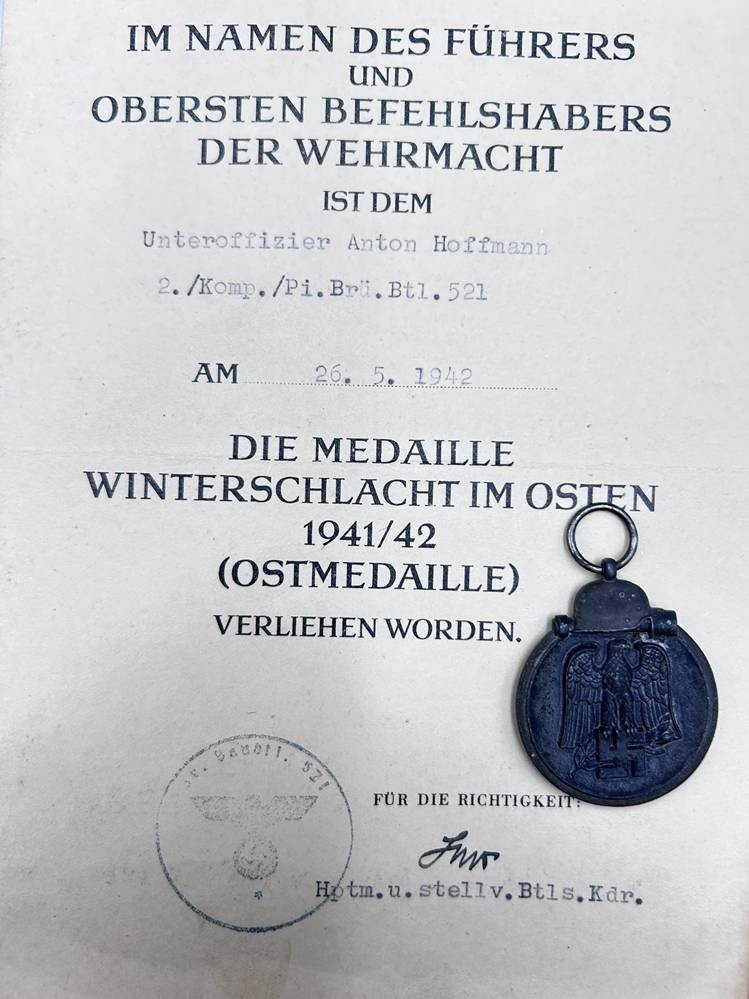 IM NAMEN DES FÜHRERS
UND
OBERSTEN BEFEHLSHABERS
DER WEHRMACHT
IST DEM
Unteroffizier Anton Hoffmann
2./Komp./Pi.Brü.Btl.521
AM 26. 5. 1942
DIE MEDAILLE
WINTERSCHLACHT IM OSTEN
1941/42
(OSTMEDAILLE)
VERLIEHEN WORDEN.
521
FÜR DIE RICHTIGKEIT:
Hptm.u.stellv.Btls.Kdr.